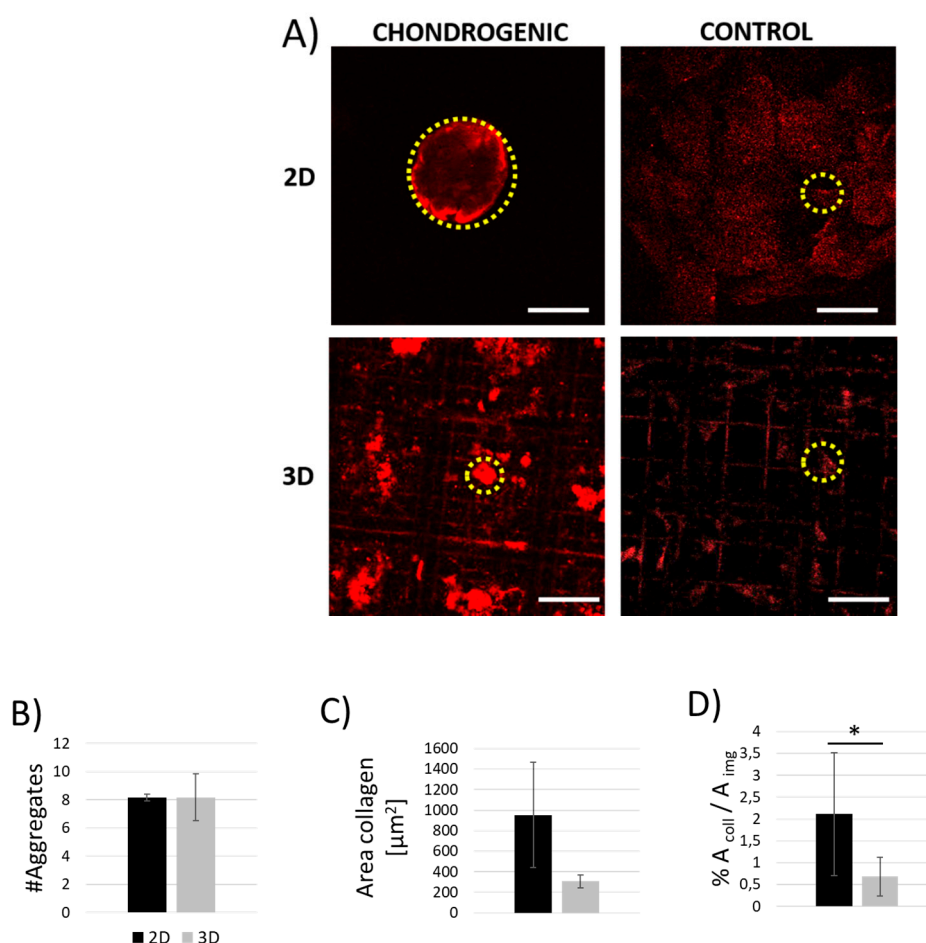 A)
CHONDROGENIC CONTROL
2D
3D
B)
#Aggregates
12
10
8
6
4
2
0
2D 3D
C)
Area collagen
[µm²]
1600
1400
1200
1000
800
600
400
200
0
D)
% A coll / A img
4
3,5
3
2,5
2
1,5
1
0,5
0
*